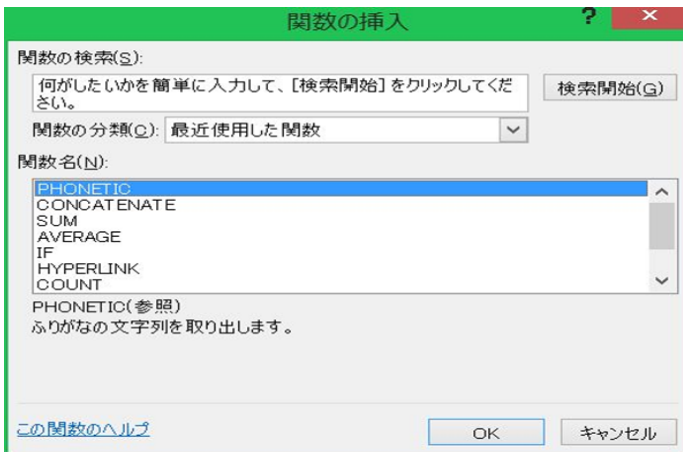 関数の挿入
?
×
関数の検索(S):
何がしたいかを簡単に入力して、[検索開始] をクリックしてくだ
さい。
検索開始(G)
関数の分類(C): 最近使用した関数
関数名(N):
PHONETIC
CONCATENATE
SUM
AVERAGE
IF
HYPERLINK
COUNT
PHONETIC(参照)
ふりがなの文字列を取り出します。
この関数のヘルプ
OK
キャンセル